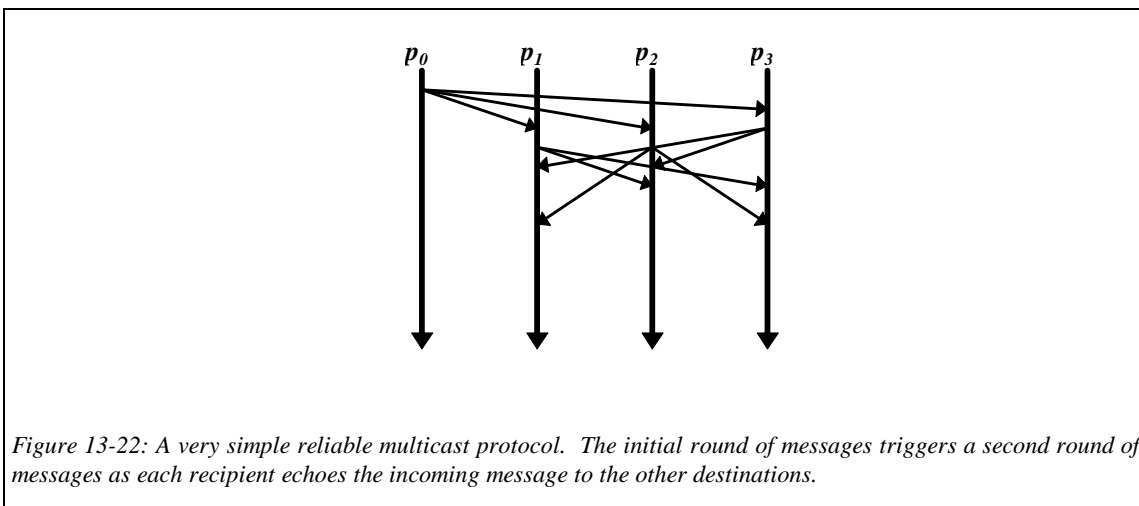 p0 p1 p2 p3
Figure 13-22: A very simple reliable multicast protocol. The initial round of messages triggers a second round of
messages as each recipient echoes the incoming message to the other destinations.